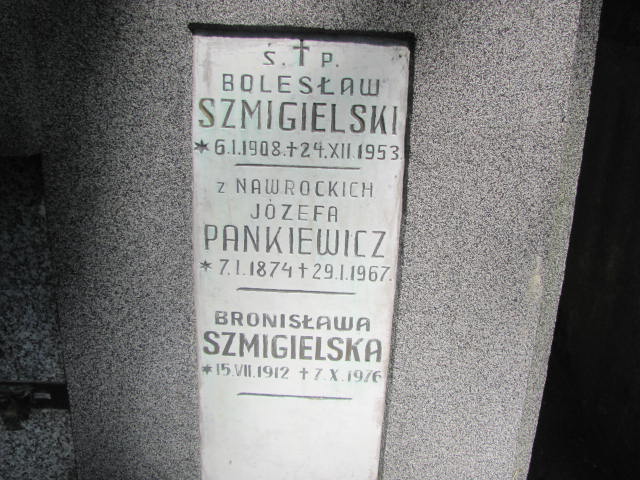 Ś. † P.
BOLESŁAW
SZMIGIELSKI
*6.I.1908.†24.XII.1953.
z NAWROCKICH
JÓZEFA
PANKIEWICZ
*7.I.1874†29.I.1967.
BRONISŁAWA
SZMIGIELSKA
*15.VII.1912 †7.X.1976